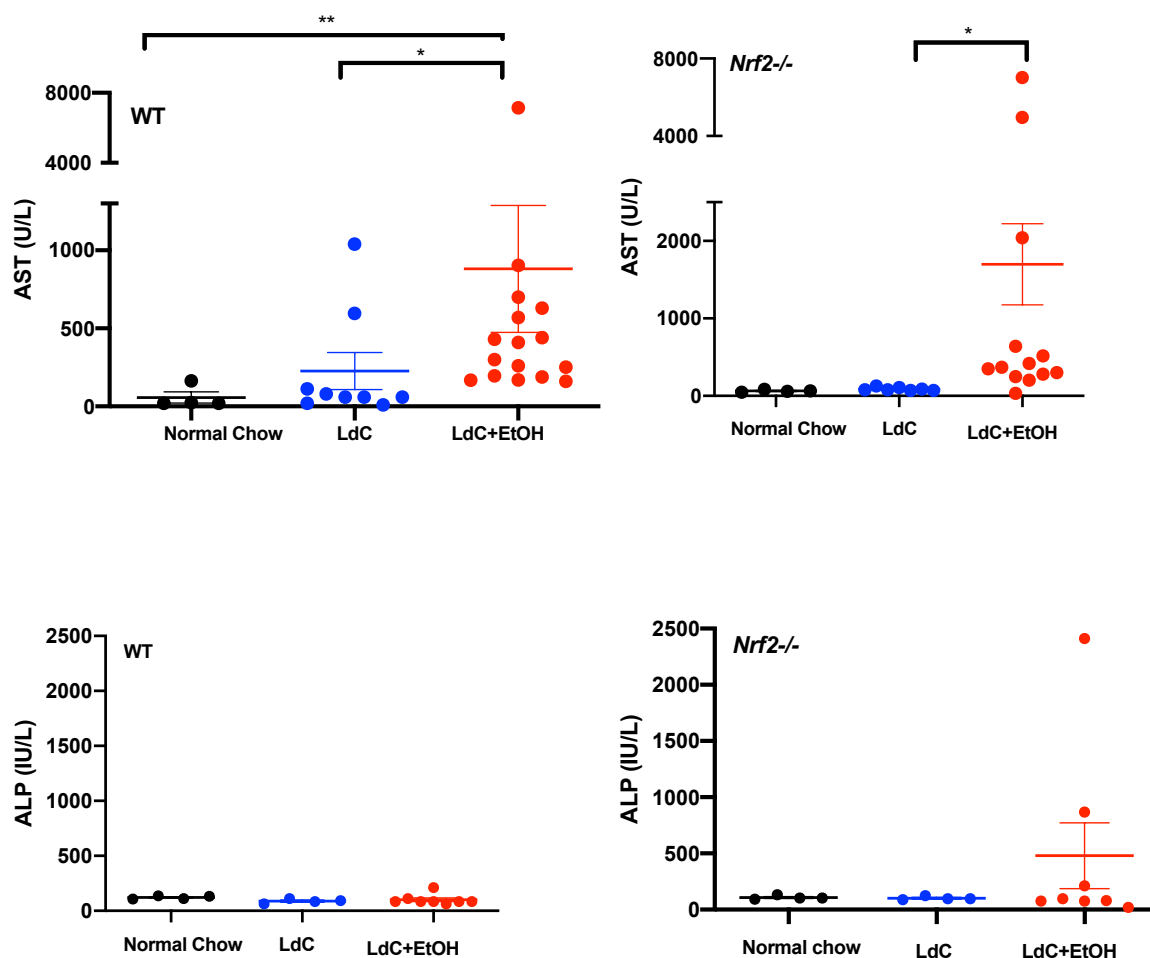 **
*
WT
8000
4000
1000
500
0
AST (U/L)
Normal Chow LdC LdC+EtOH
*
Nrf2-/-
8000
4000
2000
1000
0
AST (U/L)
Normal Chow LdC LdC+EtOH
WT
2500
2000
1500
1000
500
0
ALP (IU/L)
Normal Chow LdC LdC+EtOH
Nrf2-/-
2500
2000
1500
1000
500
0
ALP (IU/L)
Normal chow LdC LdC+EtOH